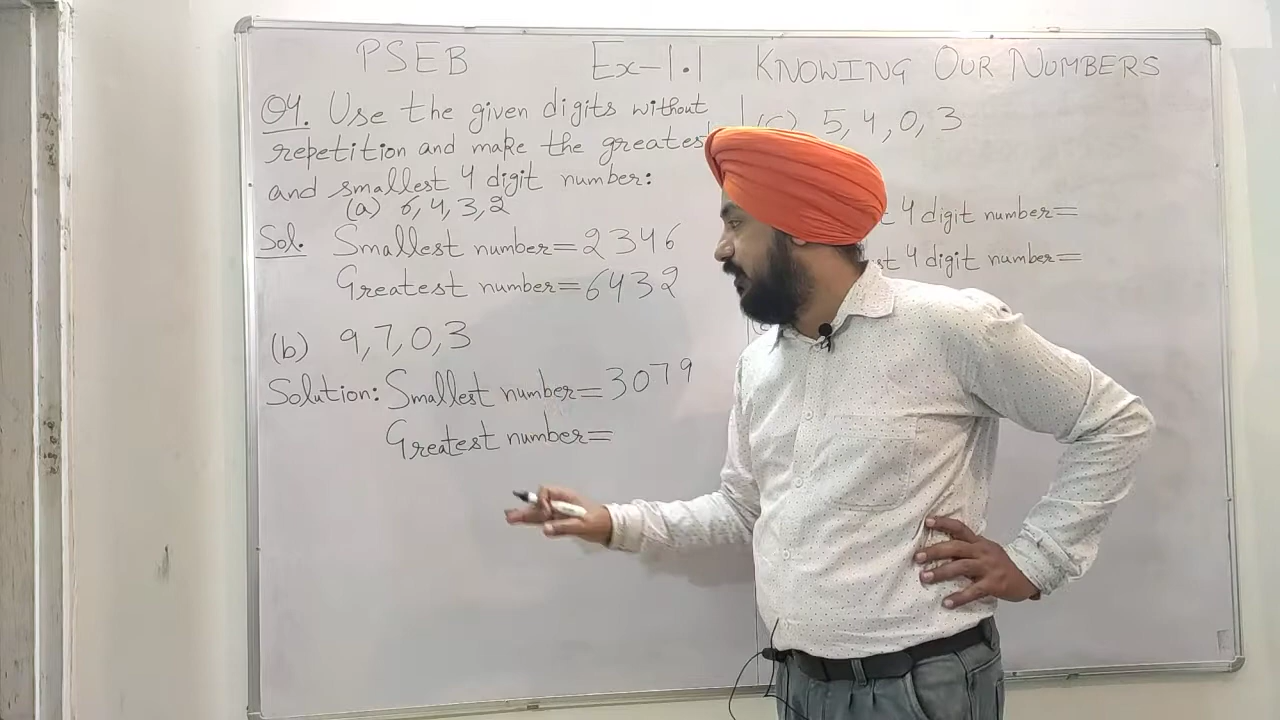 PSEB Ex-1.1 KNOWING OUR NUMBERS
Q4. Use the given digits without
repetition and make the greatest
and smallest 4 digit number:
(a) 6,4,3,2
Sol. Smallest number=2346
Greatest number=6432
(b) 9,7,0,3
Solution: Smallest number=3079
Greatest number=
(c) 5,4,0,3
4 digit number=
4 digit number=